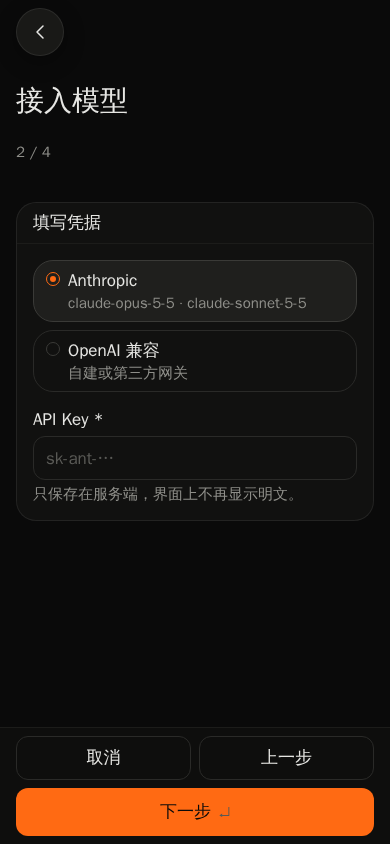 接入模型
2 / 4
填写凭据
Anthropic
claude-opus-5-5 · claude-sonnet-5-5
OpenAI 兼容
自建或第三方网关
API Key *
sk-ant-···
只保存在服务端，界面上不再显示明文。
取消
上一步
下一步 ↵